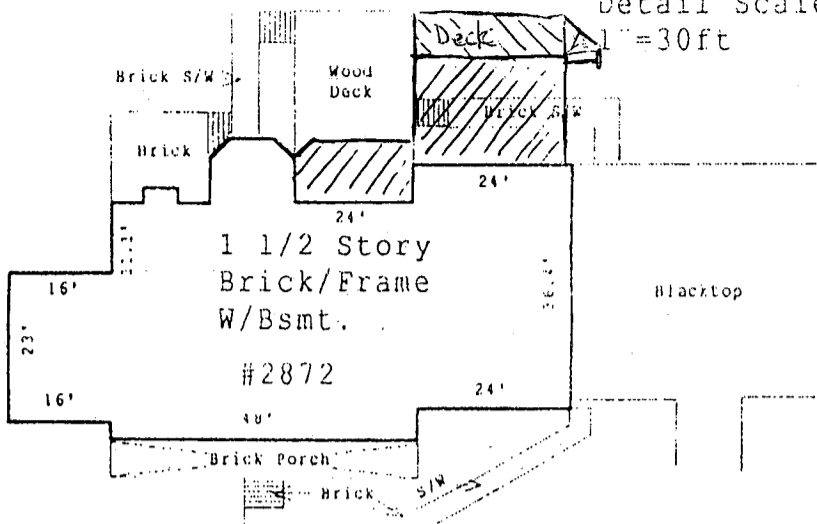 Detail Scale
1"=30ft
Deck
Brick S/W
Wood
Deck
Brick S/W
Brick
24'
24'
1 1/2 Story
Brick/Frame
W/Bsmt.
#2872
16'
23'
16'
Blacktop
24'
48'
Brick Porch
Brick
S/W